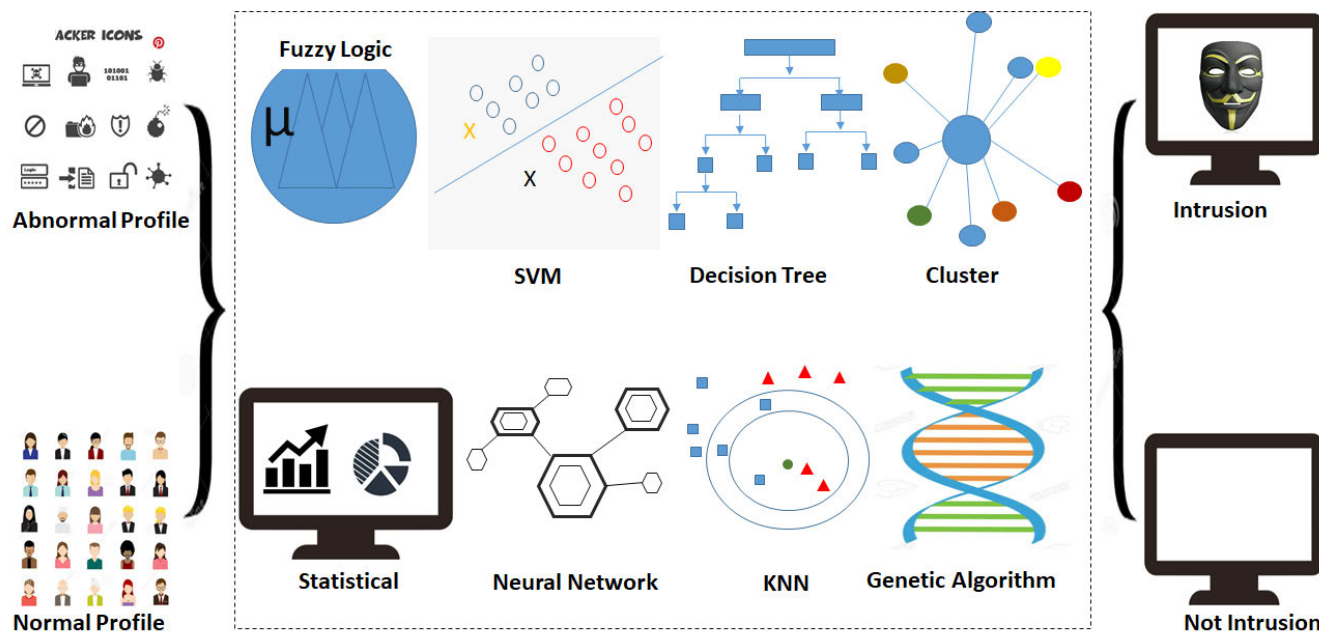 ACKER ICONS
101001
01101
Login
Abnormal Profile
Normal Profile
Fuzzy Logic
µ
X
X
SVM
Decision Tree
Cluster
Statistical
Neural Network
KNN
Genetic Algorithm
Intrusion
Not Intrusion